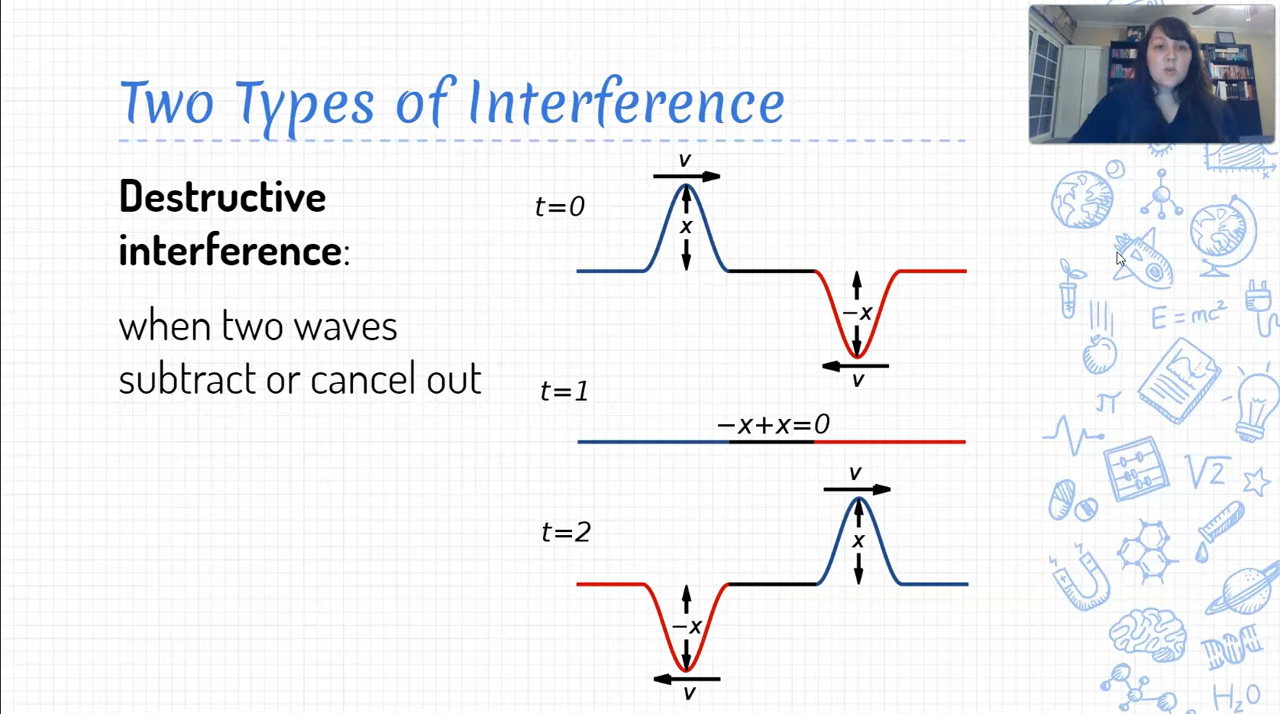 Two Types of Interference
Destructive
interference:
when two waves
subtract or cancel out
v
t=0
x
−x
v
t=1
−x+x=0
v
t=2
x
−x
v
E=mc²
π
√2
H₂O